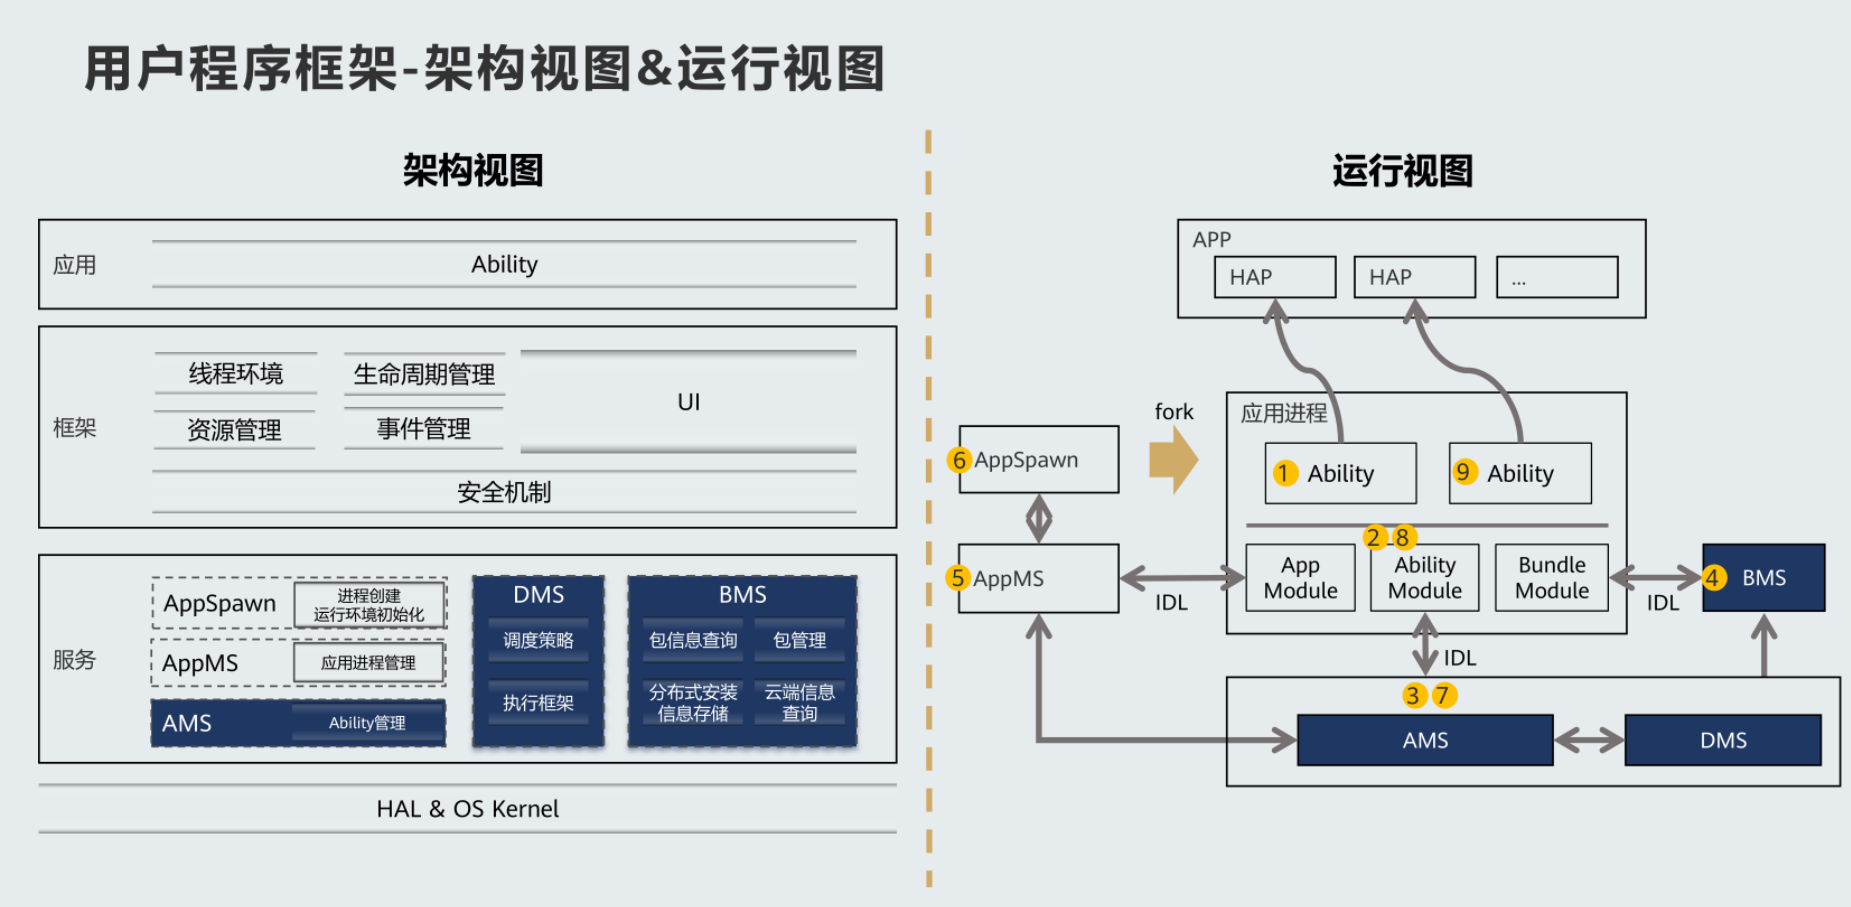 用户程序框架-架构视图&运行视图
架构视图
应用
Ability
框架
线程环境
生命周期管理
UI
资源管理
事件管理
安全机制
服务
AppSpawn
进程创建
运行环境初始化
AppMS
应用进程管理
AMS
Ability管理
DMS
调度策略
执行框架
BMS
包信息查询
包管理
分布式安装
信息存储
云端信息
查询
HAL & OS Kernel
运行视图
APP
HAP
HAP
...
fork
应用进程
6 AppSpawn
1 Ability
9 Ability
2 8
5 AppMS
IDL
App
Module
Ability
Module
Bundle
Module
IDL
4 BMS
IDL
3 7
AMS
DMS